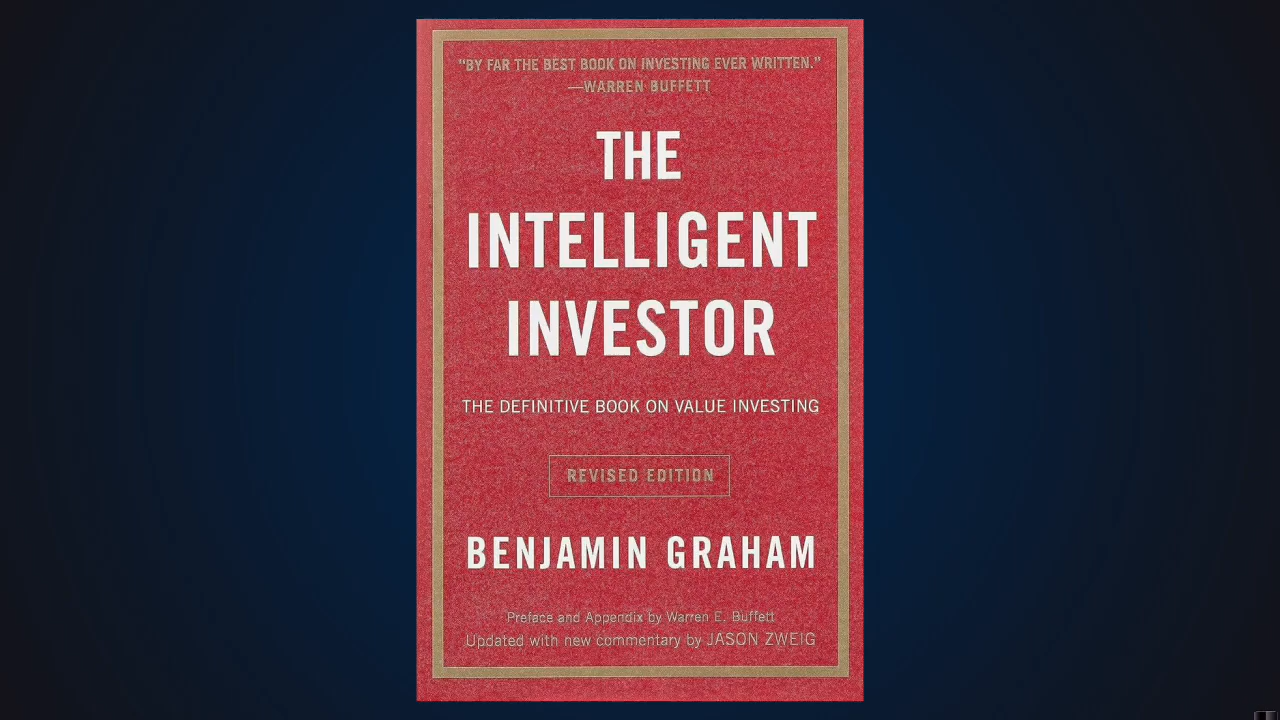 "BY FAR THE BEST BOOK ON INVESTING EVER WRITTEN."
—WARREN BUFFETT
THE
INTELLIGENT
INVESTOR
THE DEFINITIVE BOOK ON VALUE INVESTING
REVISED EDITION
BENJAMIN GRAHAM
Preface and Appendix by Warren E. Buffett
Updated with new commentary by JASON ZWEIG